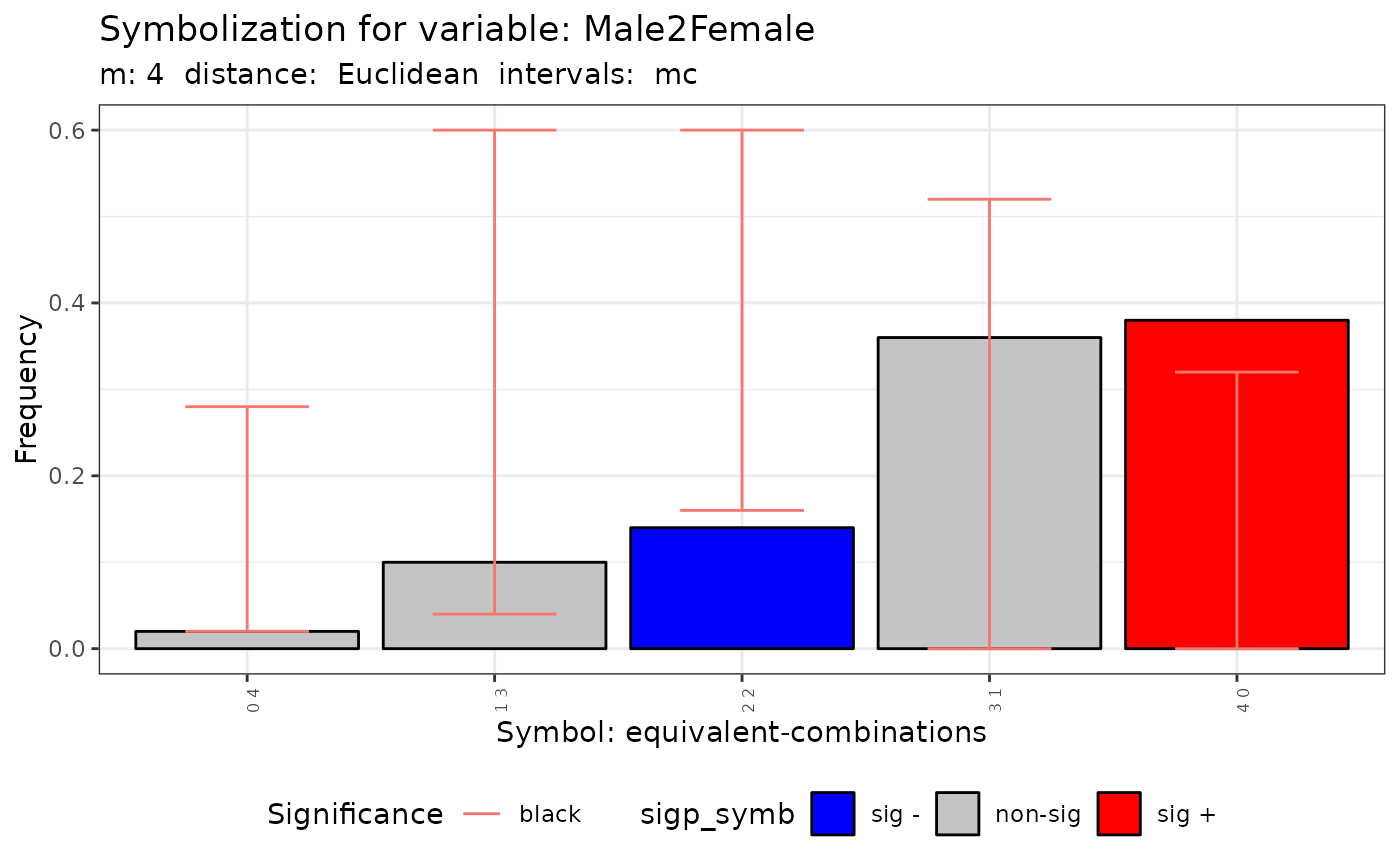 Symbolization for variable: Male2Female
m: 4  distance:  Euclidean  intervals:  mc
0.6
0.4
0.2
0.0
Frequency
0 4
1 3
2 2
3 1
4 0
Symbol: equivalent-combinations
Significance black sigp_symb sig - non-sig sig +